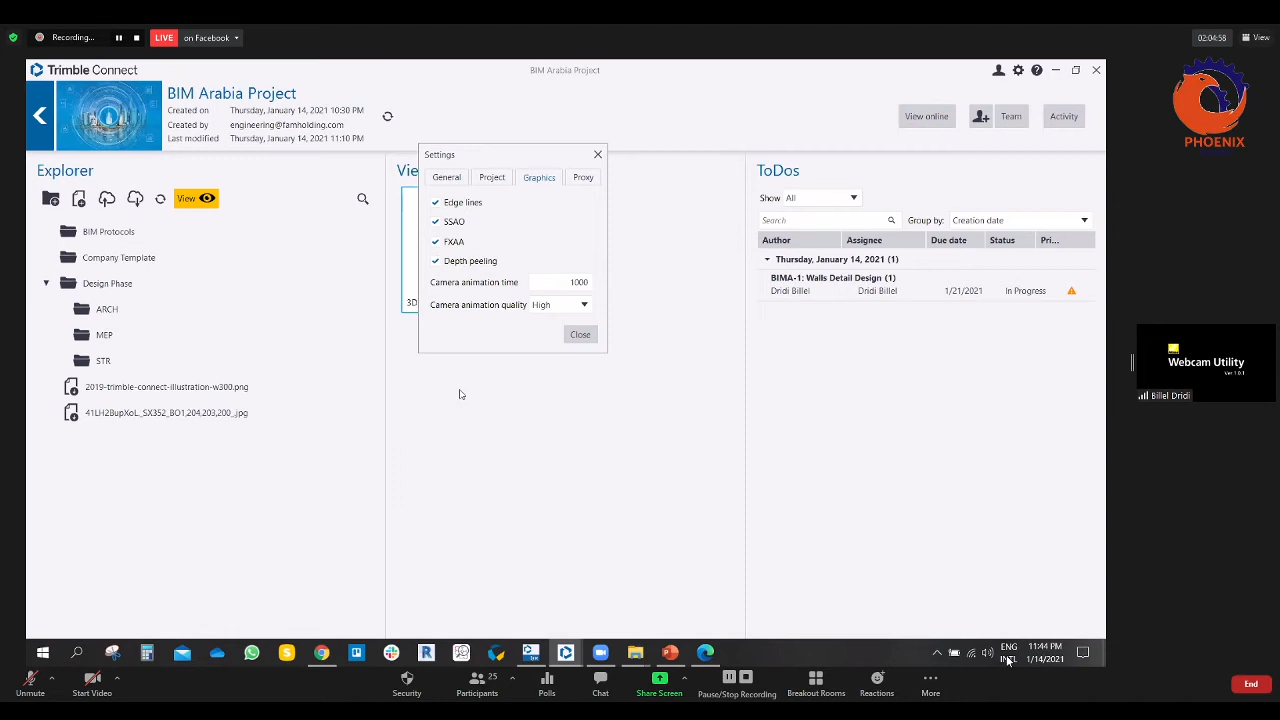 Recording...
LIVE
on Facebook
02:04:58
View
Trimble Connect
BIM Arabia Project
BIM Arabia Project
Created on Thursday, January 14, 2021 10:30 PM
Created by engineering@famholding.com
Last modified Thursday, January 14, 2021 11:10 PM
View online
Team
Activity
PHOENIX
Explorer
View
BIM Protocols
Company Template
Design Phase
ARCH
MEP
STR
2019-trimble-connect-illustration-w300.png
41LH2BupXoL._SX352_BO1,204,203,200_.jpg
Vie
3D
Settings
General Project Graphics Proxy
Edge lines
SSAO
FXAA
Depth peeling
Camera animation time 1000
Camera animation quality High
Close
ToDos
Show All
Search
Group by: Creation date
Author Assignee Due date Status Pri...
Thursday, January 14, 2021 (1)
BIMA-1: Walls Detail Design (1)
Dridi Billel Dridi Billel 1/21/2021 In Progress
Webcam Utility
Ver 1.0.1
Billel Dridi
ENG
INTL
11:44 PM
1/14/2021
Unmute
Start Video
Security
Participants 25
Polls
Chat
Share Screen
Pause/Stop Recording
Breakout Rooms
Reactions
More
End